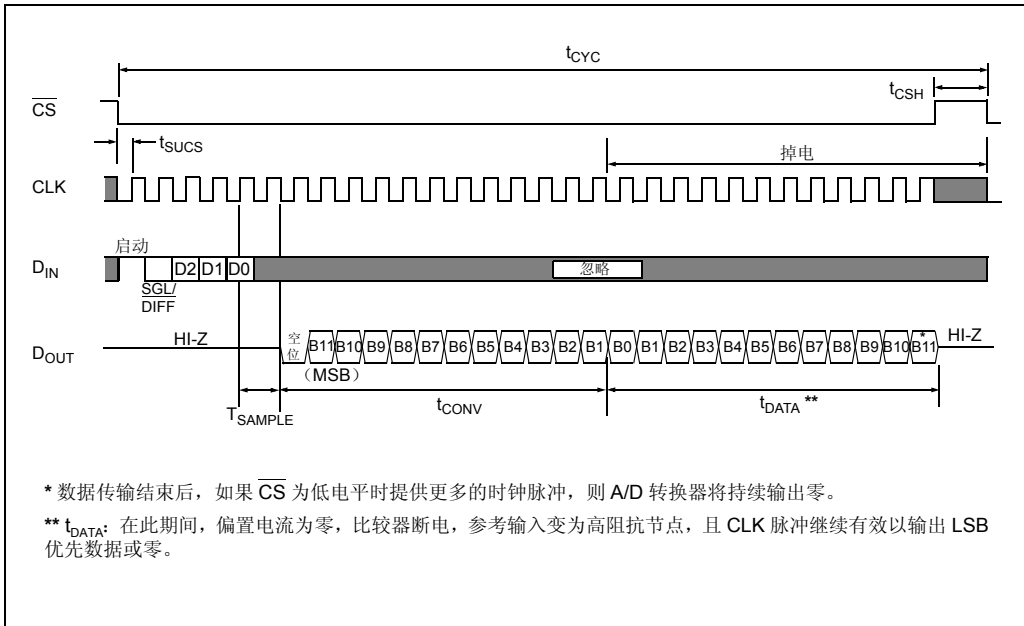 tCYC
tCSH
CS
tSUCS
掉电
CLK
启动
DIN
D2 D1 D0
忽略
SGL/
DIFF
HI-Z
DOUT
空位 B11 B10 B9 B8 B7 B6 B5 B4 B3 B2 B1 B0 B1 B2 B3 B4 B5 B6 B7 B8 B9 B10 B11*
HI-Z
（MSB）
TSAMPLE
tCONV
tDATA **
* 数据传输结束后，如果 CS 为低电平时提供更多的时钟脉冲，则 A/D 转换器将持续输出零。
** tDATA：在此期间，偏置电流为零，比较器断电，参考输入变为高阻抗节点，且 CLK 脉冲继续有效以输出 LSB
优先数据或零。